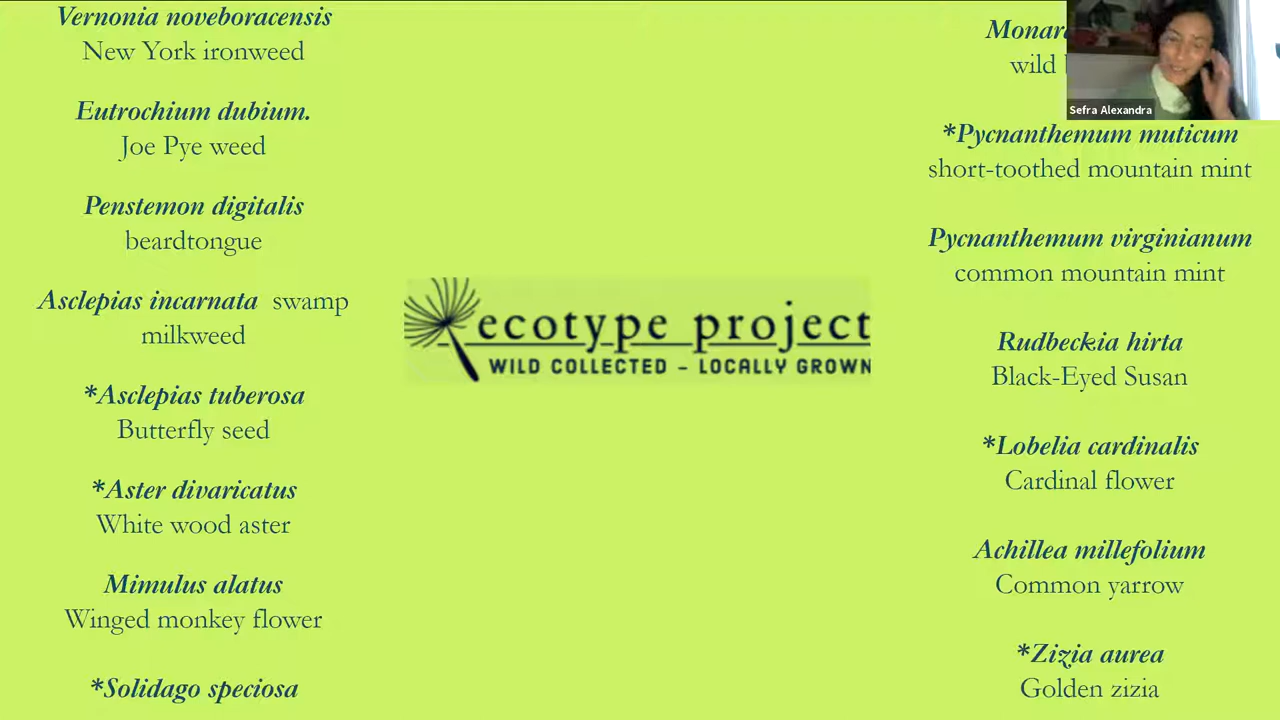 Vernonia noveboracensis
New York ironweed
Eutrochium dubium.
Joe Pye weed
Penstemon digitalis
beardtongue
Asclepias incarnata swamp
milkweed
*Asclepias tuberosa
Butterfly seed
*Aster divaricatus
White wood aster
Mimulus alatus
Winged monkey flower
*Solidago speciosa
ecotype project
WILD COLLECTED - LOCALLY GROWN
wild
Sefra Alexandra
*Pycnanthemum muticum
short-toothed mountain mint
Pycnanthemum virginianum
common mountain mint
Rudbeckia hirta
Black-Eyed Susan
*Lobelia cardinalis
Cardinal flower
Achillea millefolium
Common yarrow
*Zizia aurea
Golden zizia